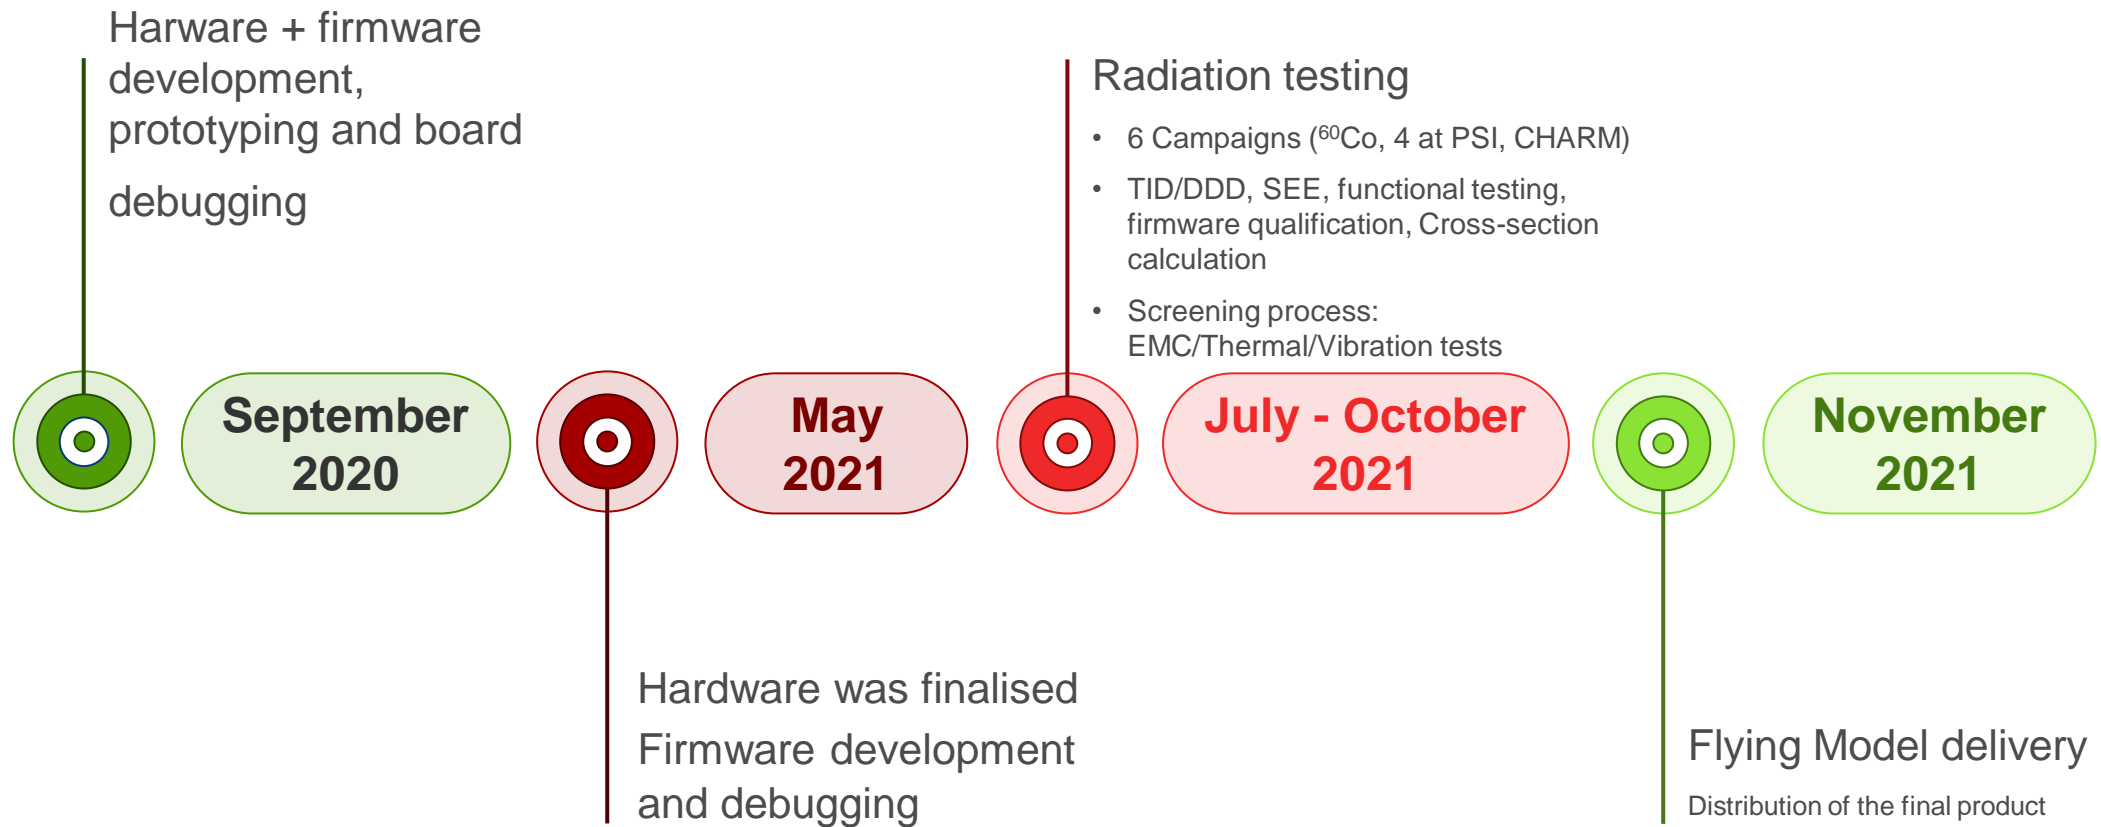 Harware + firmware
development,
prototyping and board
debugging
September
2020
May
2021
Hardware was finalised
Firmware development
and debugging
Radiation testing
• 6 Campaigns (⁶⁰Co, 4 at PSI, CHARM)
• TID/DDD, SEE, functional testing,
firmware qualification, Cross-section
calculation
• Screening process:
EMC/Thermal/Vibration tests
July - October
2021
November
2021
Flying Model delivery
Distribution of the final product